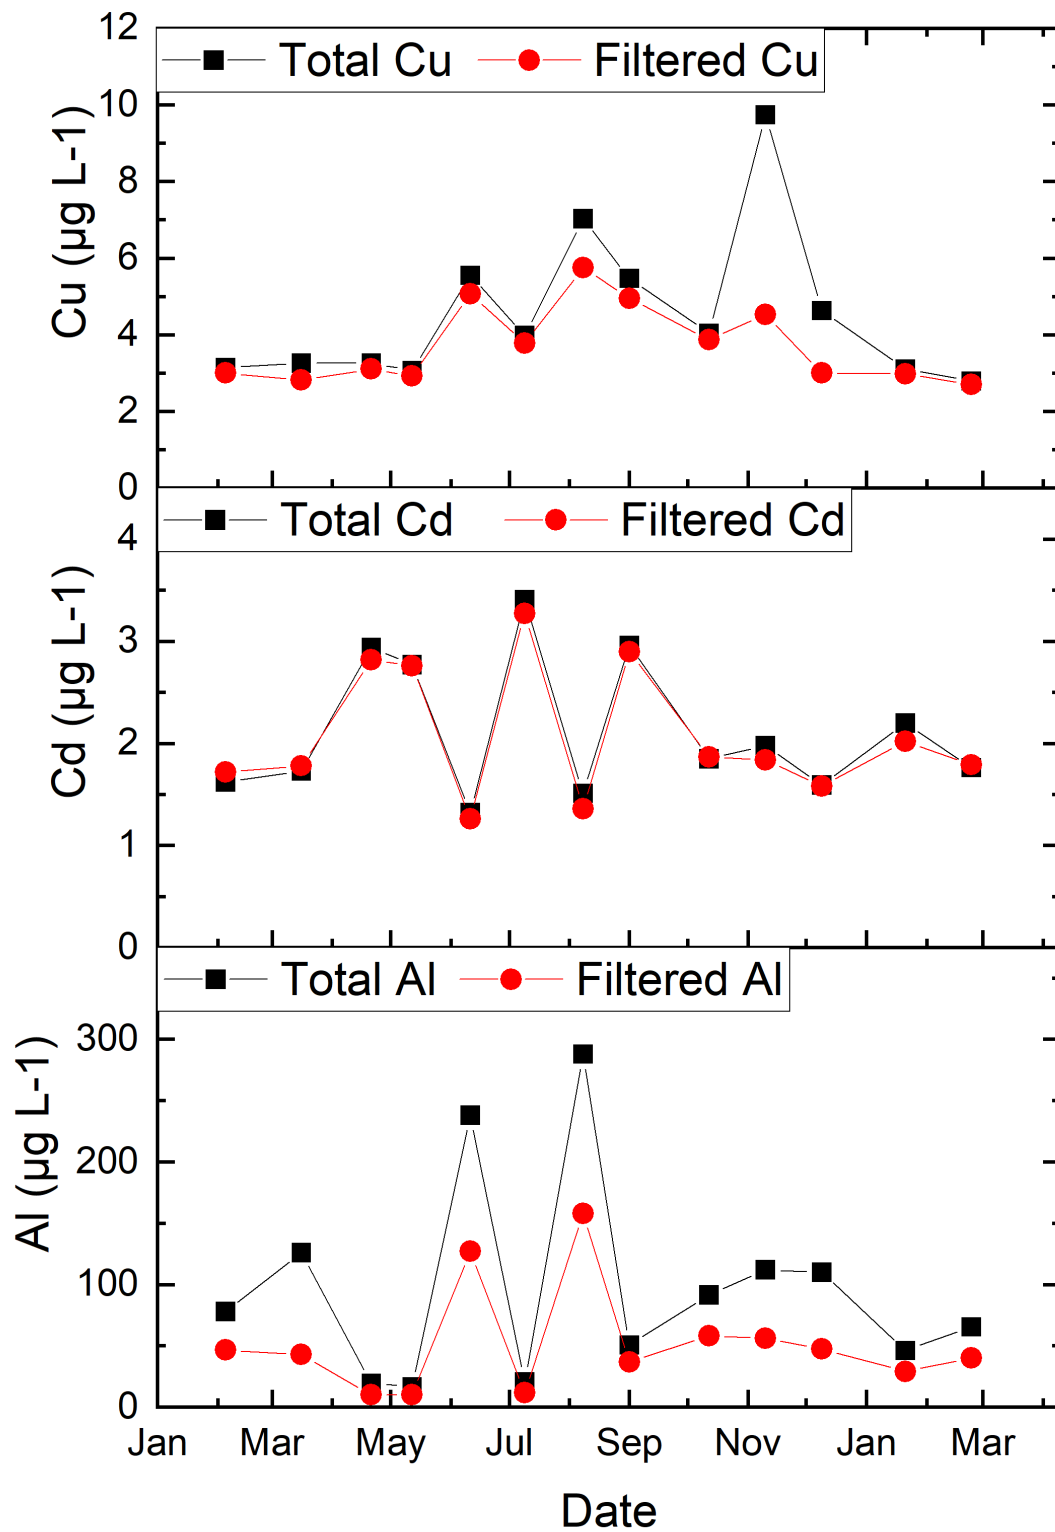 12
Total Cu Filtered Cu
10
8
6
4
2
0
Cu (µg L-1)
Total Cd Filtered Cd
4
3
2
1
0
Cd (µg L-1)
Total Al Filtered Al
300
200
100
0
Al (µg L-1)
Jan Mar May Jul Sep Nov Jan Mar
Date